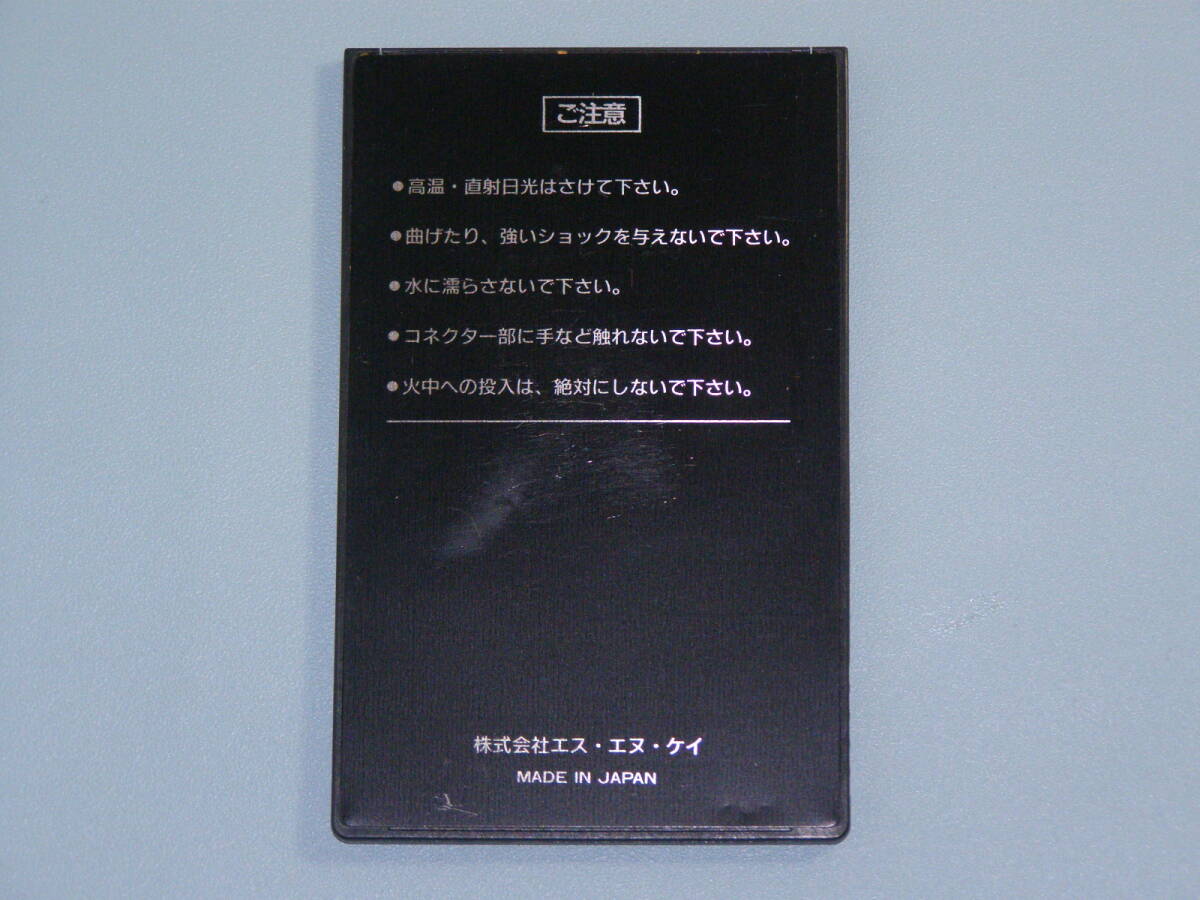 ご注意
●高温・直射日光はさけて下さい。
●曲げたり、強いショックを与えないで下さい。
●水に濡らさないで下さい。
●コネクター部に手など触れないで下さい。
●火中への投入は、絶対にしないで下さい。
株式会社エス・エヌ・ケイ
MADE IN JAPAN